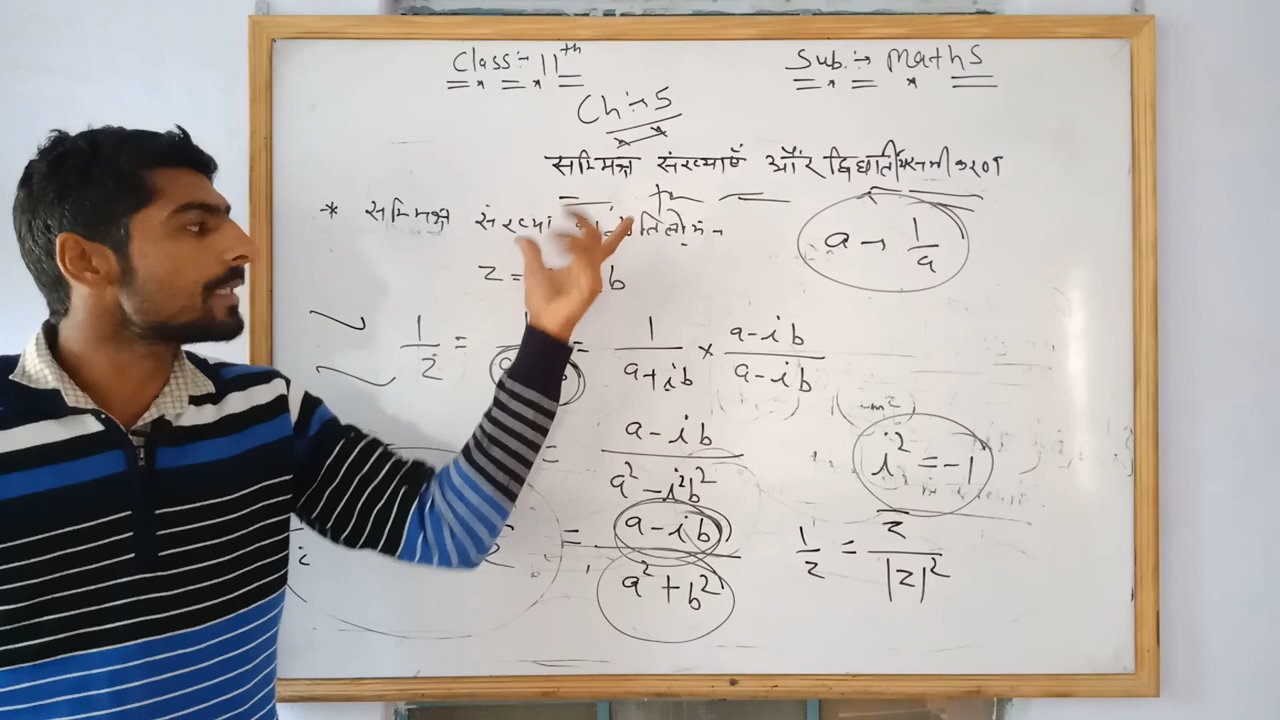 Class:- 11th Sub:→ Maths
Ch:→5
सम्मिश्र संख्याएँ और द्विघातीय समीकरण
* सम्मिश्र संख्या
a → 1/a
z = b
1/z = = 1/(a+ib) × (a-ib)/(a-ib)
= (a-ib)/(a²-i²b²)
i² = -1
= (a-ib)/(a²+b²)
1/z = z̅/|z|²